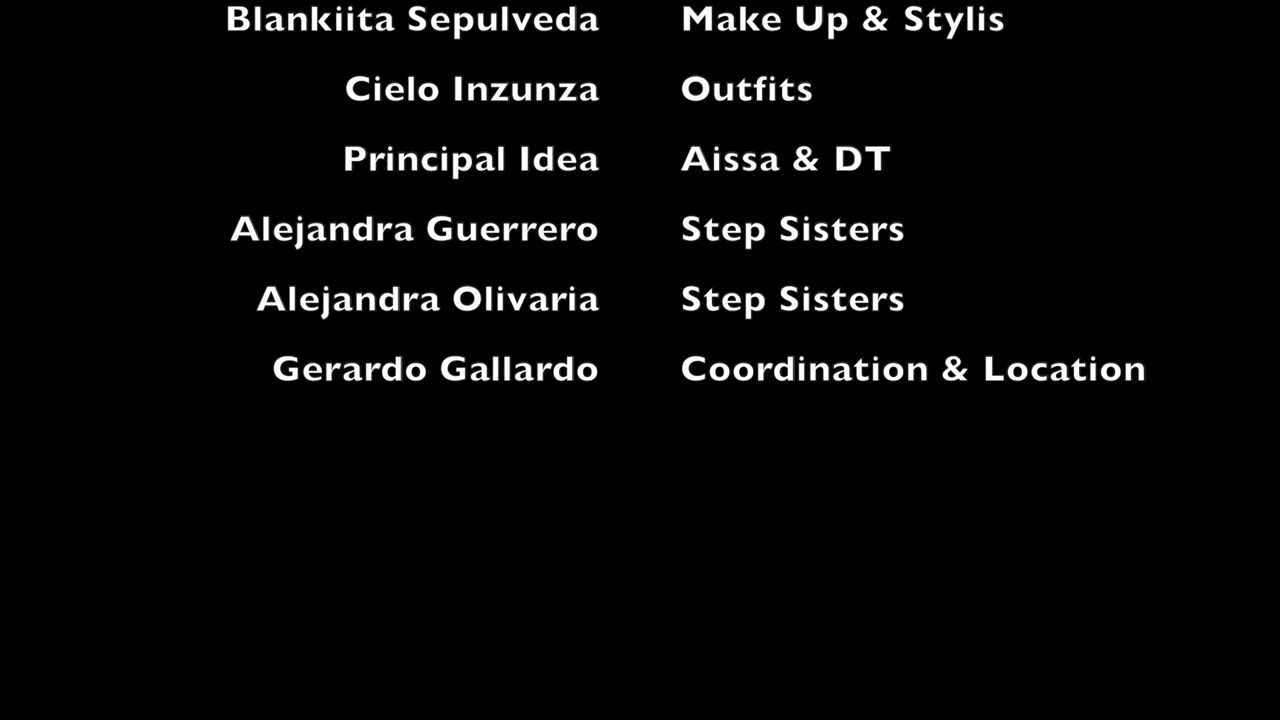 Blankiita Sepulveda Make Up & Stylis
Cielo Inzunza Outfits
Principal Idea Aissa & DT
Alejandra Guerrero Step Sisters
Alejandra Olivaria Step Sisters
Gerardo Gallardo Coordination & Location